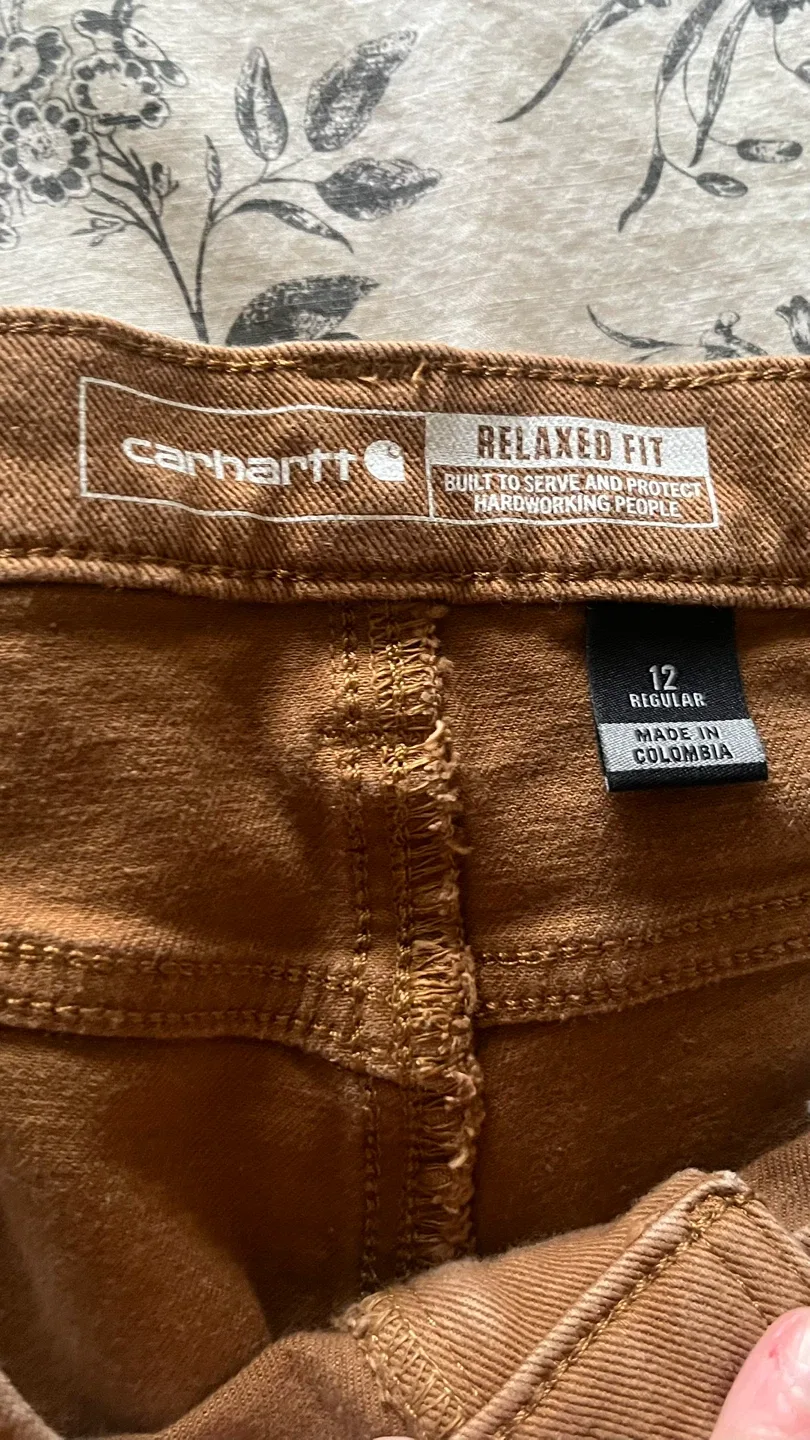 carhartt
RELAXED FIT
BUILT TO SERVE AND PROTECT
HARDWORKING PEOPLE
12
REGULAR
MADE IN
COLOMBIA